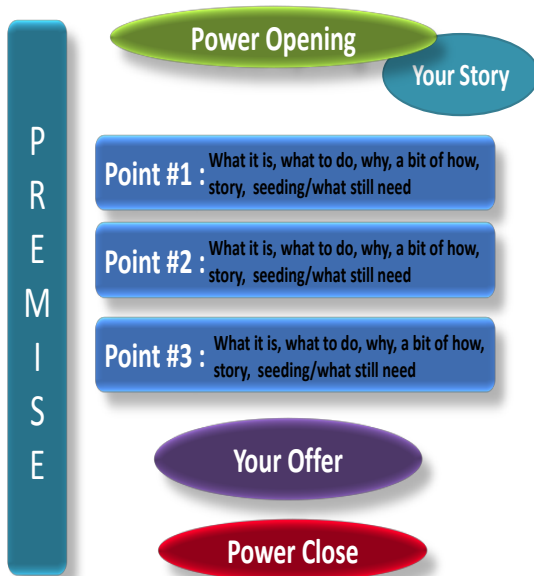 Power Opening
Your Story
PREMISE
Point #1 : What it is, what to do, why, a bit of how,
story, seeding/what still need
Point #2 : What it is, what to do, why, a bit of how,
story, seeding/what still need
Point #3 : What it is, what to do, why, a bit of how,
story, seeding/what still need
Your Offer
Power Close